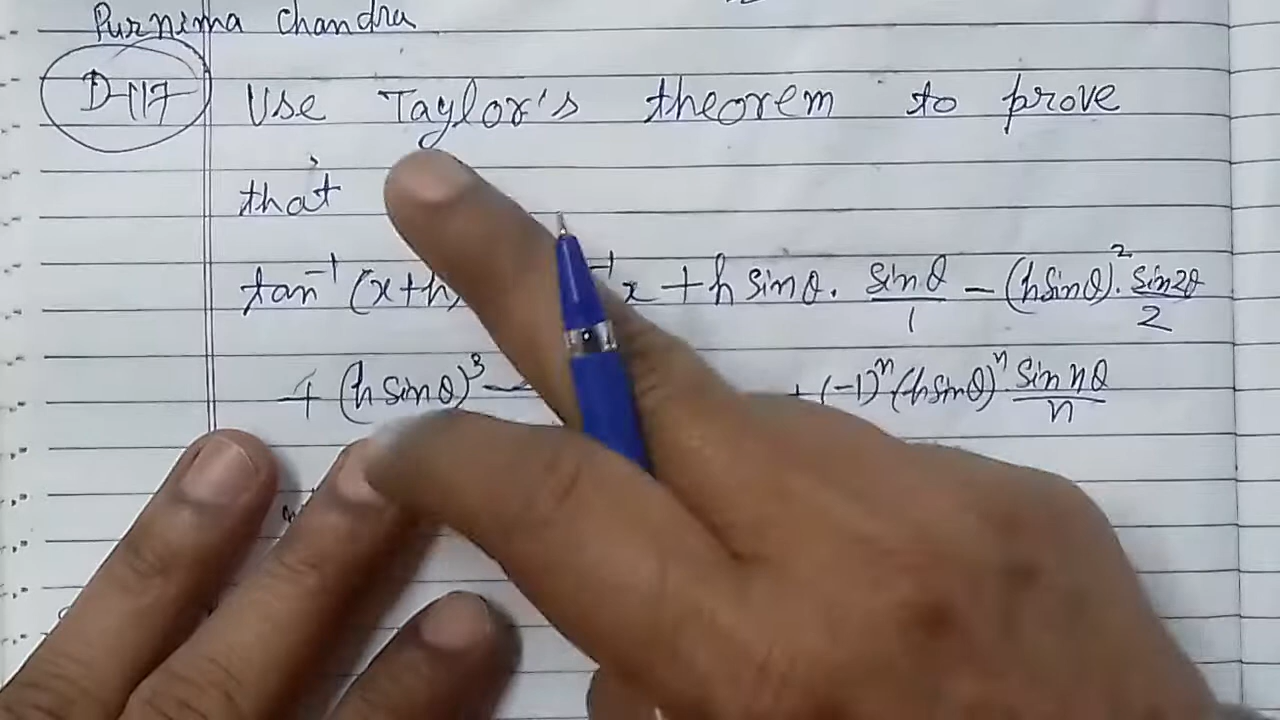 Purnima Chandra
D-117 Use Taylor's theorem to prove
that
tan⁻¹ (x+h) ⁻¹x + h sinθ. sinθ/1 − (h sinθ)². sin2θ/2
+ (h sinθ)³ + (-1)ⁿ (h sinθ)ⁿ sin nθ/n